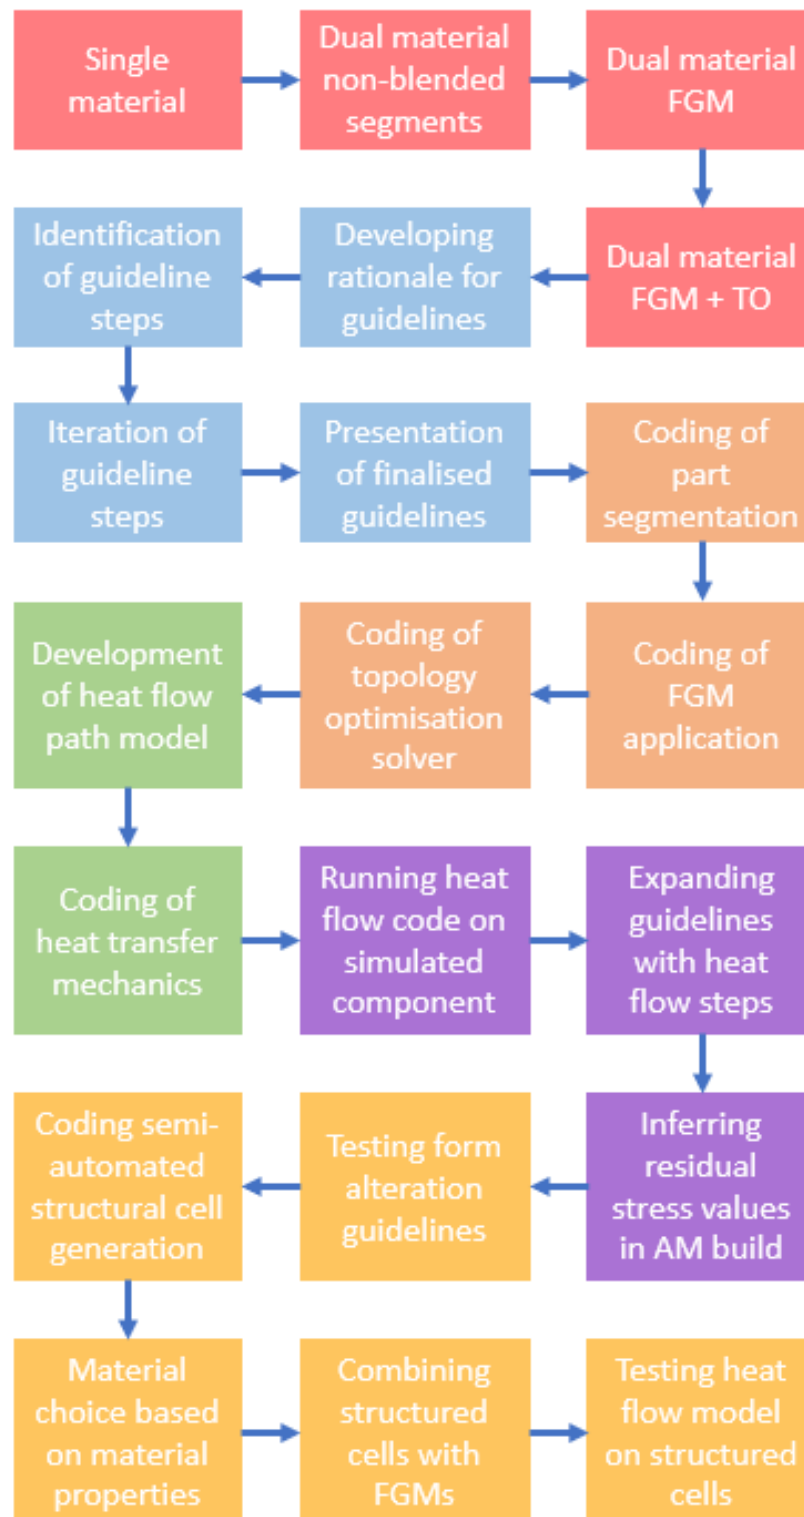 Single
material
Dual material
non-blended
segments
Dual material
FGM
Dual material
FGM + TO
Developing
rationale for
guidelines
Identification
of guideline
steps
Iteration of
guideline
steps
Presentation
of finalised
guidelines
Coding of
part
segmentation
Coding of
FGM
application
Coding of
topology
optimisation
solver
Development
of heat flow
path model
Coding of
heat transfer
mechanics
Running heat
flow code on
simulated
component
Expanding
guidelines
with heat
flow steps
Inferring
residual
stress values
in AM build
Testing form
alteration
guidelines
Coding semi-
automated
structural cell
generation
Material
choice based
on material
properties
Combining
structured
cells with
FGMs
Testing heat
flow model
on structured
cells